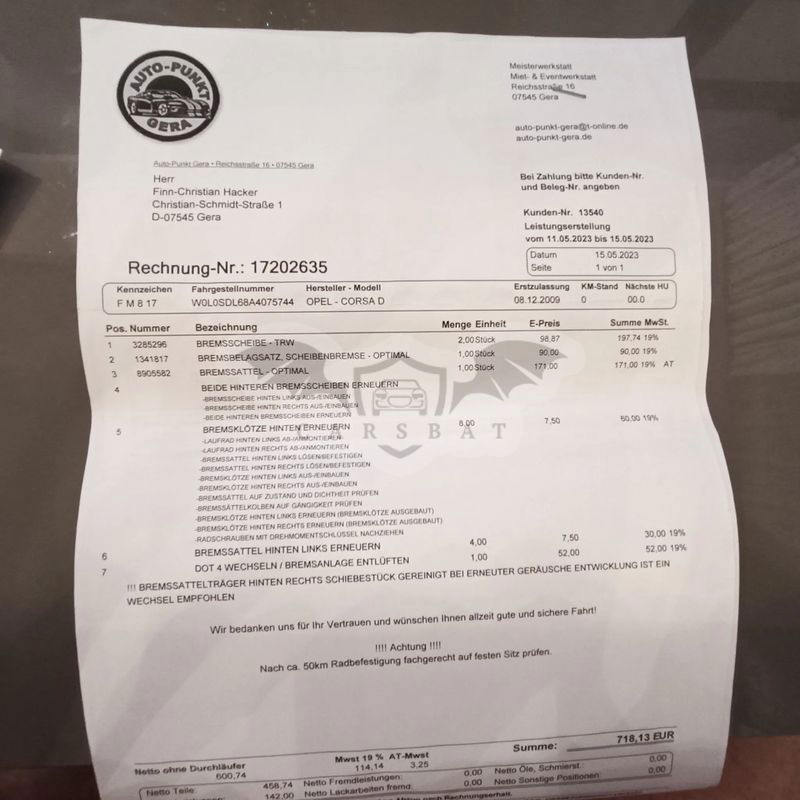 AUTO-PUNKT
GERA
Meisterwerkstatt
Miet- & Eventwerkstatt
Reichsstraße 16
07545 Gera
auto-punkt-gera@t-online.de
auto-punkt-gera.de
Auto-Punkt Gera • Reichsstraße 16 • 07545 Gera
Herr
Finn-Christian Hacker
Christian-Schmidt-Straße 1
D-07545 Gera
Bei Zahlung bitte Kunden-Nr.
und Beleg-Nr. angeben
Kunden-Nr. 13540
Leistungserstellung
vom 11.05.2023 bis 15.05.2023
Datum 15.05.2023
Seite 1 von 1
Rechnung-Nr.: 17202635
Kennzeichen Fahrgestellnummer Hersteller - Modell Erstzulassung KM-Stand Nächste HU
F M 8 17 W0L0SDL68A4075744 OPEL - CORSA D 08.12.2009 0 00.0
Pos. Nummer Bezeichnung Menge Einheit E-Preis Summe MwSt.
1 3285296 BREMSSCHEIBE - TRW 2,00 Stück 98,87 197,74 19%
2 1341817 BREMSBELAGSATZ, SCHEIBENBREMSE - OPTIMAL 1,00 Stück 90,00 90,00 19%
3 8905582 BREMSSATTEL - OPTIMAL 1,00 Stück 171,00 171,00 19% AT
4 BEIDE HINTEREN BREMSSCHEIBEN ERNEUERN
-BREMSSCHEIBE HINTEN LINKS AUS-/EINBAUEN
-BREMSSCHEIBE HINTEN RECHTS AUS-/EINBAUEN
-BEIDE HINTEREN BREMSSCHEIBEN ERNEUERN
5 BREMSKLÖTZE HINTEN ERNEUERN 8,00 7,50 60,00 19%
CARSBAT
-LAUFRAD HINTEN LINKS AB-/ANMONTIEREN
-LAUFRAD HINTEN RECHTS AB-/ANMONTIEREN
-BREMSSATTEL HINTEN LINKS LÖSEN/BEFESTIGEN
-BREMSSATTEL HINTEN RECHTS LÖSEN/BEFESTIGEN
-BREMSKLÖTZE HINTEN LINKS AUS-/EINBAUEN
-BREMSKLÖTZE HINTEN RECHTS AUS-/EINBAUEN
-BREMSSATTEL AUF ZUSTAND UND DICHTHEIT PRÜFEN
-BREMSSATTELKOLBEN AUF GÄNGIGKEIT PRÜFEN
-BREMSKLÖTZE HINTEN LINKS ERNEUERN (BREMSKLÖTZE AUSGEBAUT)
-BREMSKLÖTZE HINTEN RECHTS ERNEUERN (BREMSKLÖTZE AUSGEBAUT)
-RADSCHRAUBEN MIT DREHMOMENTSCHLÜSSEL NACHZIEHEN
6 BREMSSATTEL HINTEN LINKS ERNEUERN 4,00 7,50 30,00 19%
7 DOT 4 WECHSELN / BREMSANLAGE ENTLÜFTEN 1,00 52,00 52,00 19%
!!! BREMSSATTELTRÄGER HINTEN RECHTS SCHIEBESTÜCK GEREINIGT BEI ERNEUTER GERÄUSCHE ENTWICKLUNG IST EIN
WECHSEL EMPFOHLEN
Wir bedanken uns für Ihr Vertrauen und wünschen Ihnen allzeit gute und sichere Fahrt!
!!!! Achtung !!!!
Nach ca. 50km Radbefestigung fachgerecht auf festen Sitz prüfen.
Netto ohne Durchläufer Mwst 19 % AT-Mwst Summe: 718,13 EUR
600,74 114,14 3,25
Netto Teile: 458,74 Netto Fremdleistungen: 0,00 Netto Öle, Schmierst.: 0,00
142,00 Netto Lackarbeiten fremd: 0,00 Netto Sonstige Positionen: 0,00